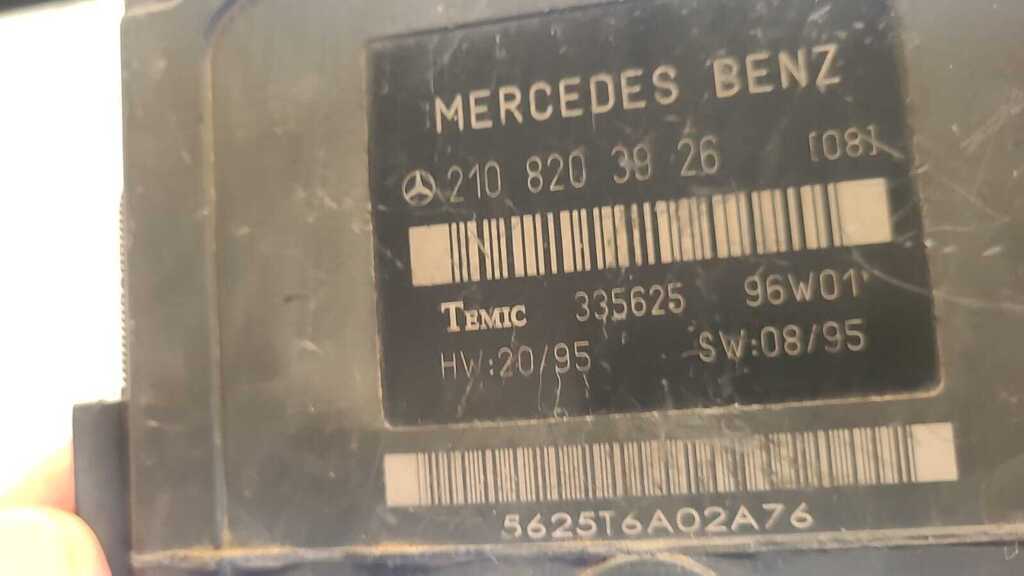 MERCEDES BENZ
210 820 39 26 [08]
TEMIC 335625 96W01
HW:20/95 SW:08/95
5625T6A02A76